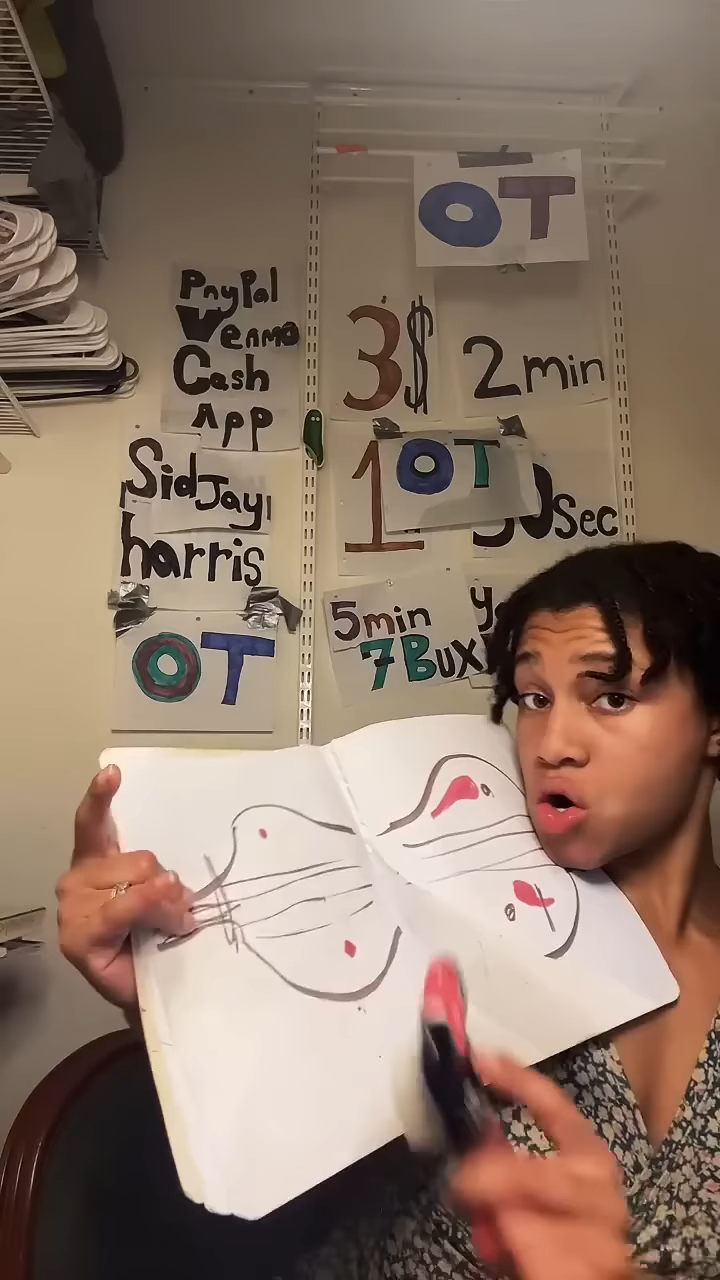 OT
PayPal
Venmo
Cash
App
3$
2min
SidJay
harris
1
OT
sec
5min
7Bux
OT